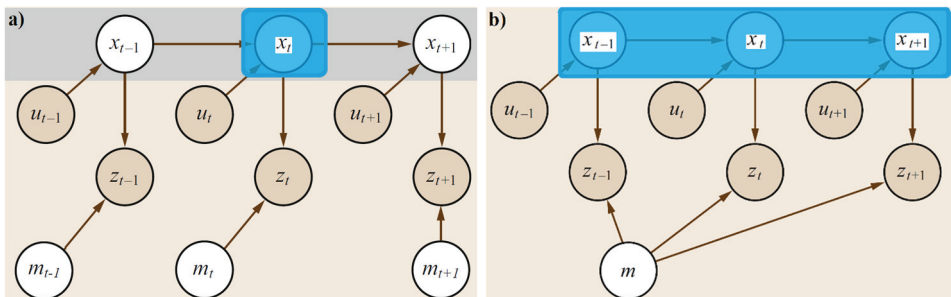 a) x_{t−1} x_t x_{t+1}
u_{t−1} u_t u_{t+1}
z_{t−1} z_t z_{t+1}
m_{t-1} m_t m_{t+1}
b) x_{t−1} x_t x_{t+1}
u_{t−1} u_t u_{t+1}
z_{t−1} z_t z_{t+1}
m